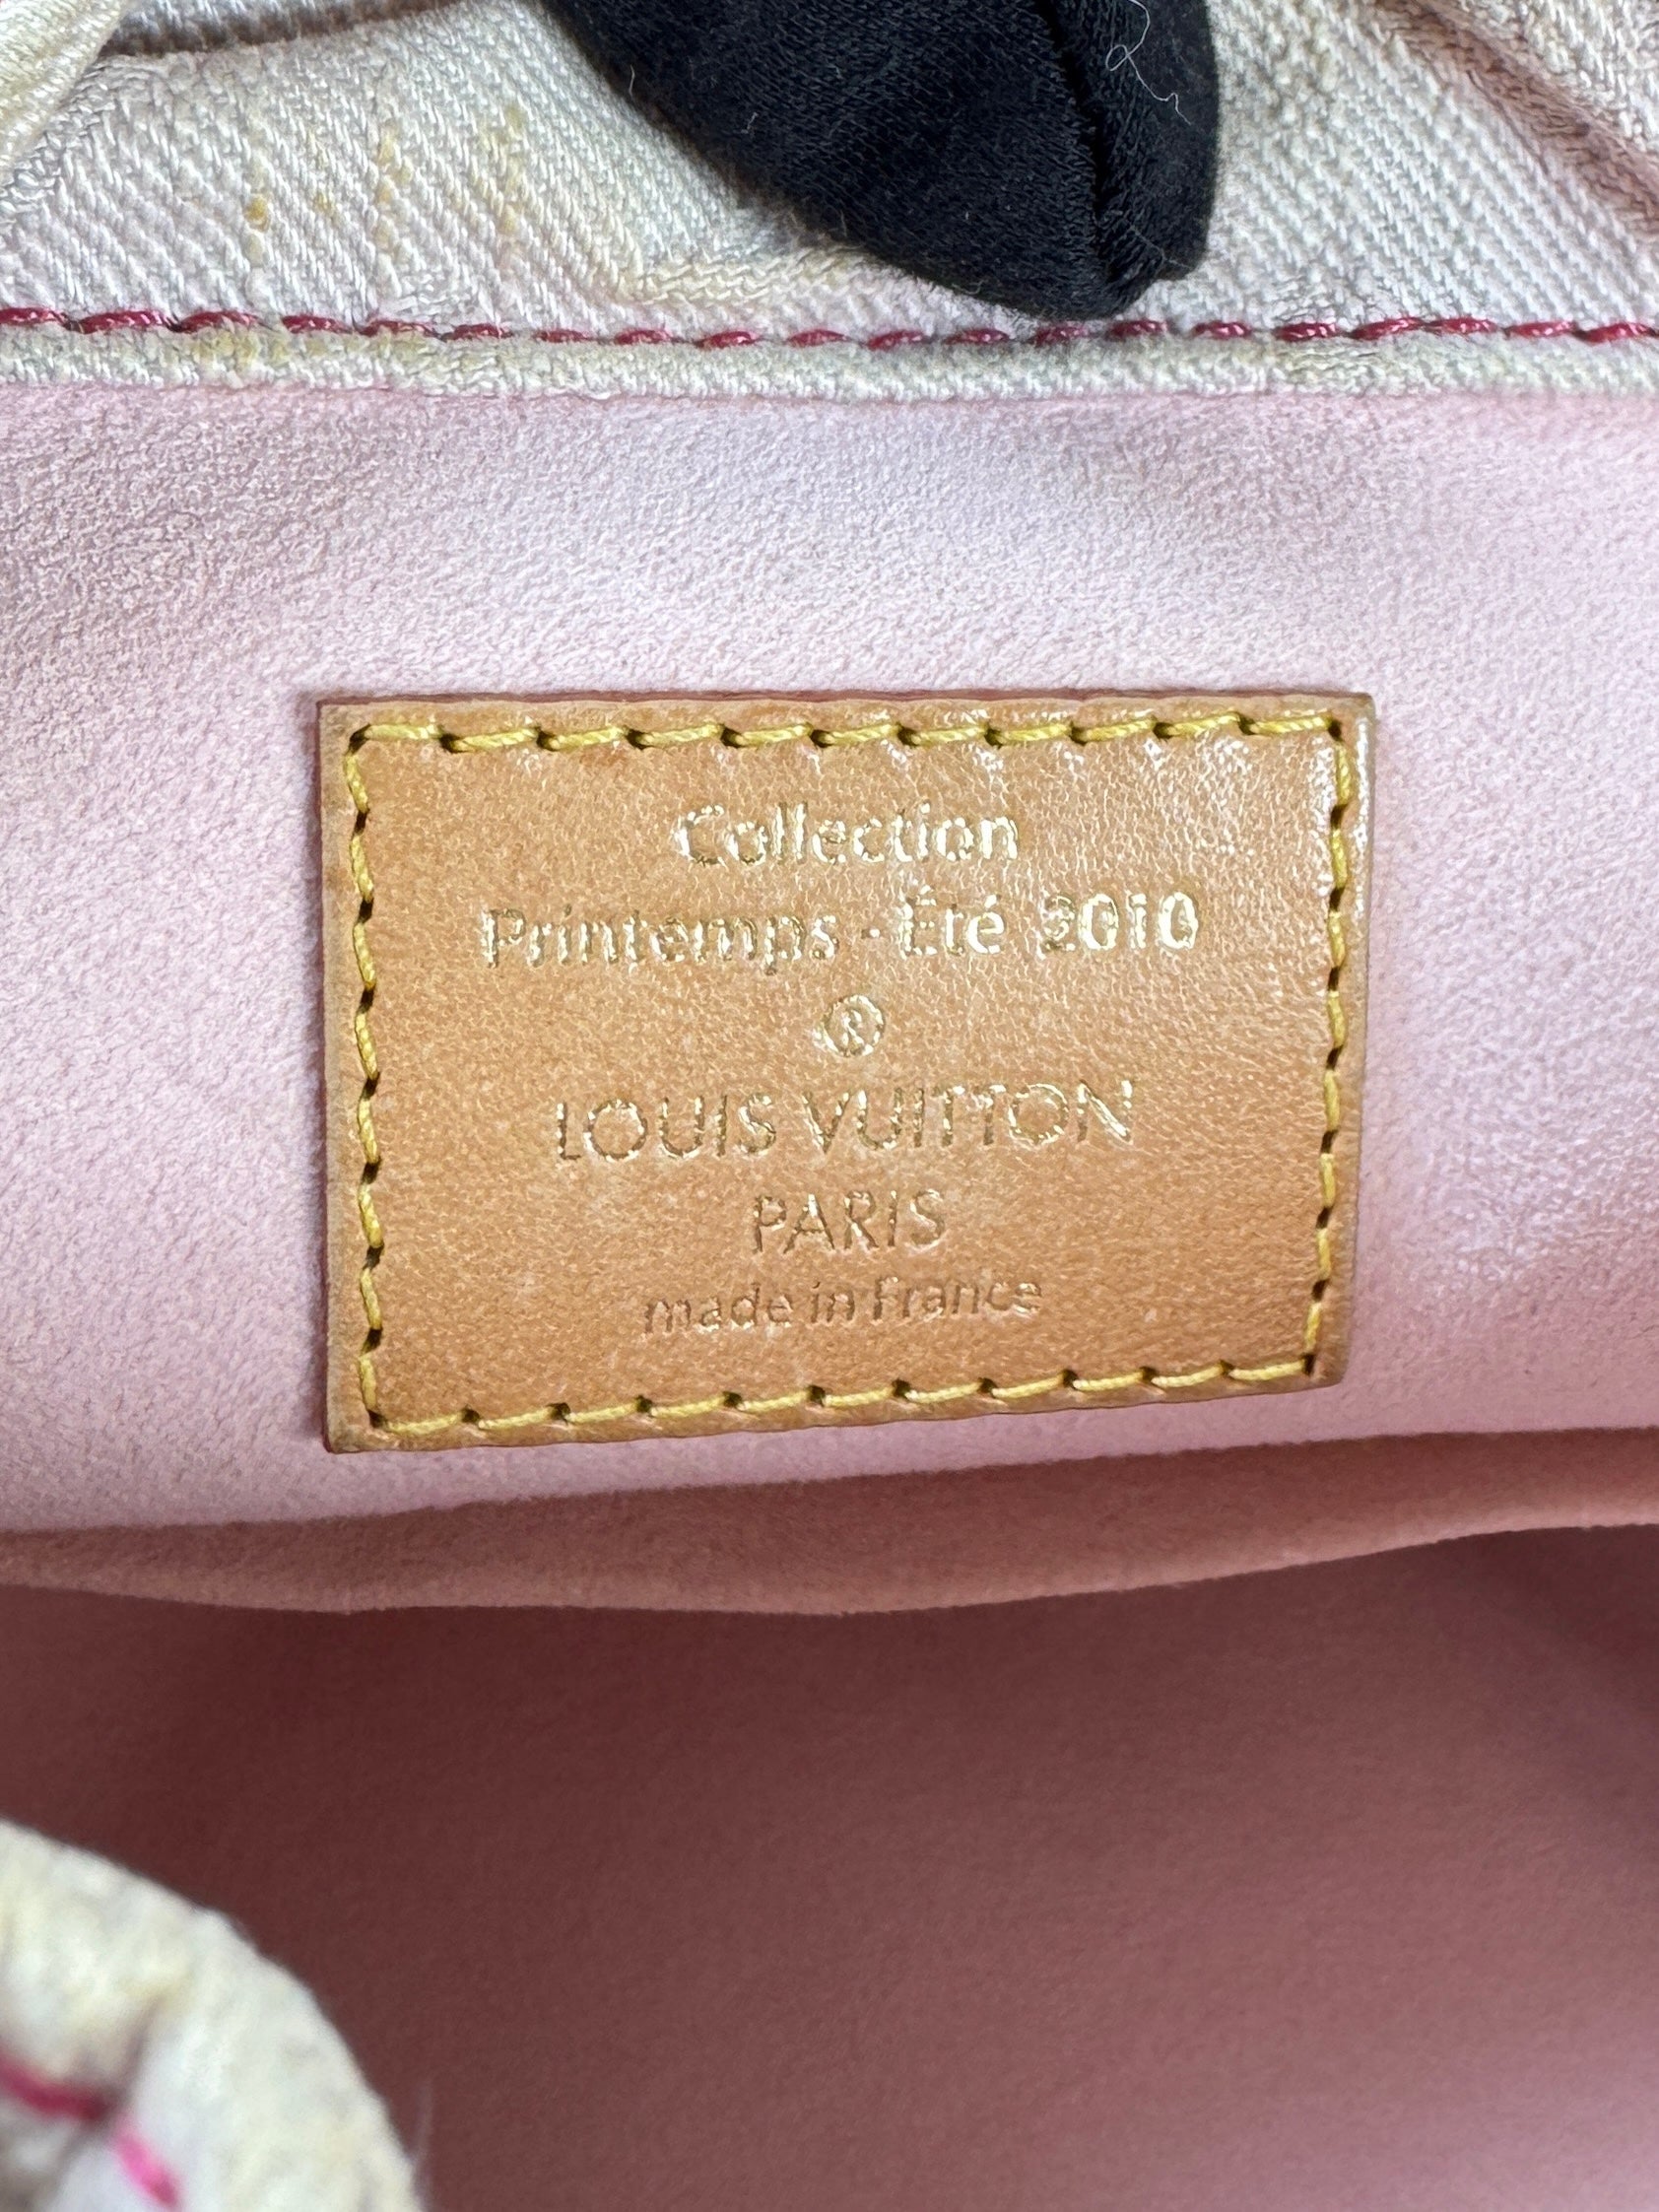 Collection
Printemps - Été 2010
®
LOUIS VUITTON
PARIS
made in France